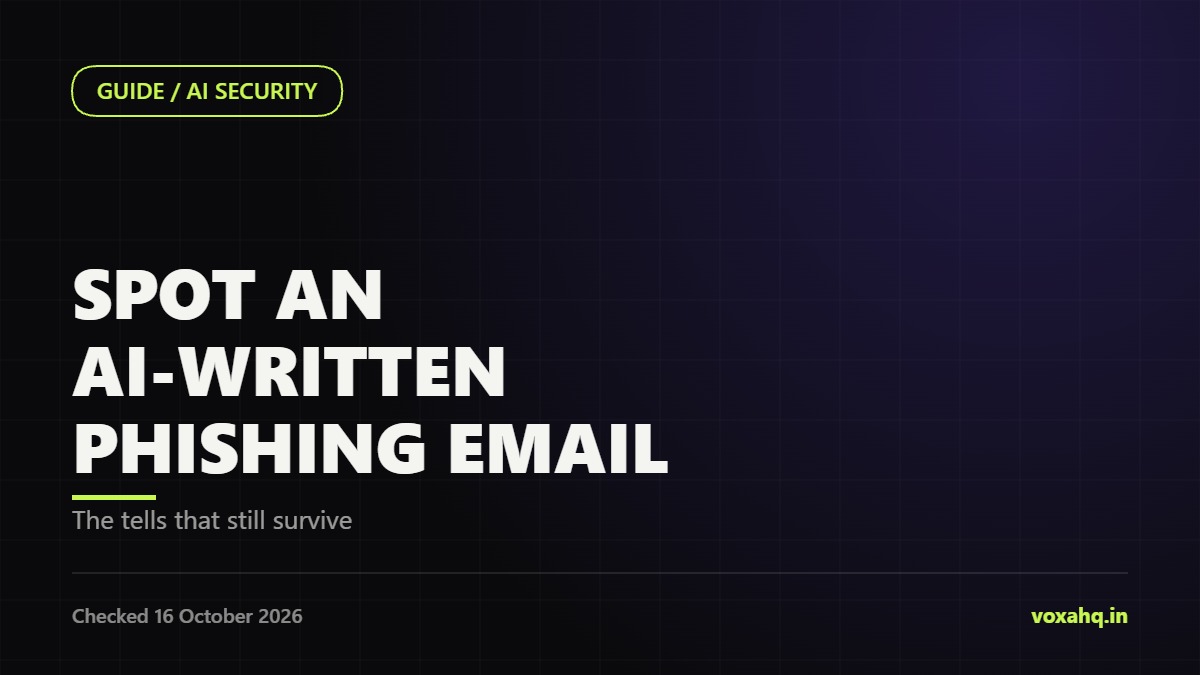 GUIDE / AI SECURITY
SPOT AN
AI-WRITTEN
PHISHING EMAIL
The tells that still survive
Checked 16 October 2026
voxahq.in